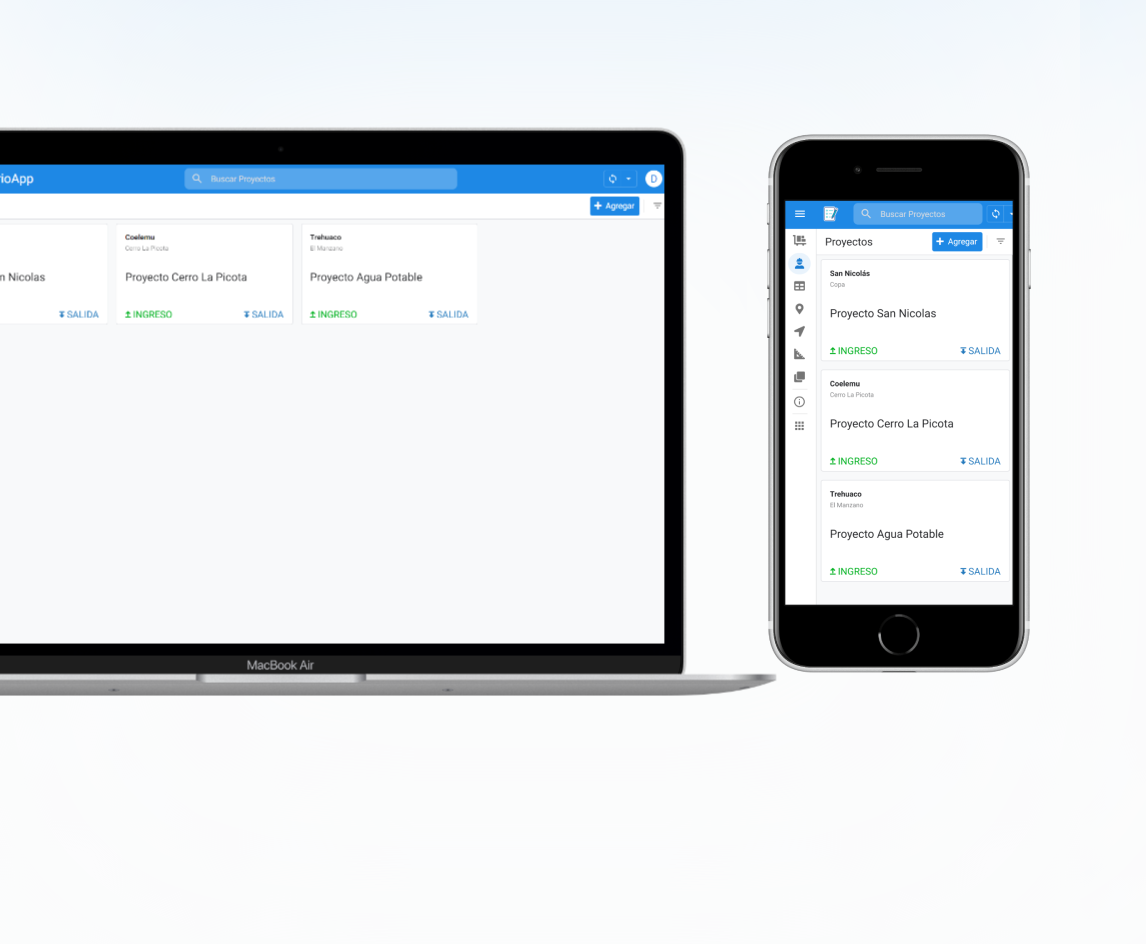 ioApp
Buscar Proyectos
D
+ Agregar
n Nicolas
SALIDA
Coelemu
Cerro La Picota
Proyecto Cerro La Picota
INGRESO
SALIDA
Trehuaco
El Manzano
Proyecto Agua Potable
INGRESO
SALIDA
MacBook Air
Buscar Proyectos
Proyectos
+ Agregar
San Nicolás
Copa
Proyecto San Nicolas
INGRESO
SALIDA
Coelemu
Cerro La Picota
Proyecto Cerro La Picota
INGRESO
SALIDA
Trehuaco
El Manzano
Proyecto Agua Potable
INGRESO
SALIDA